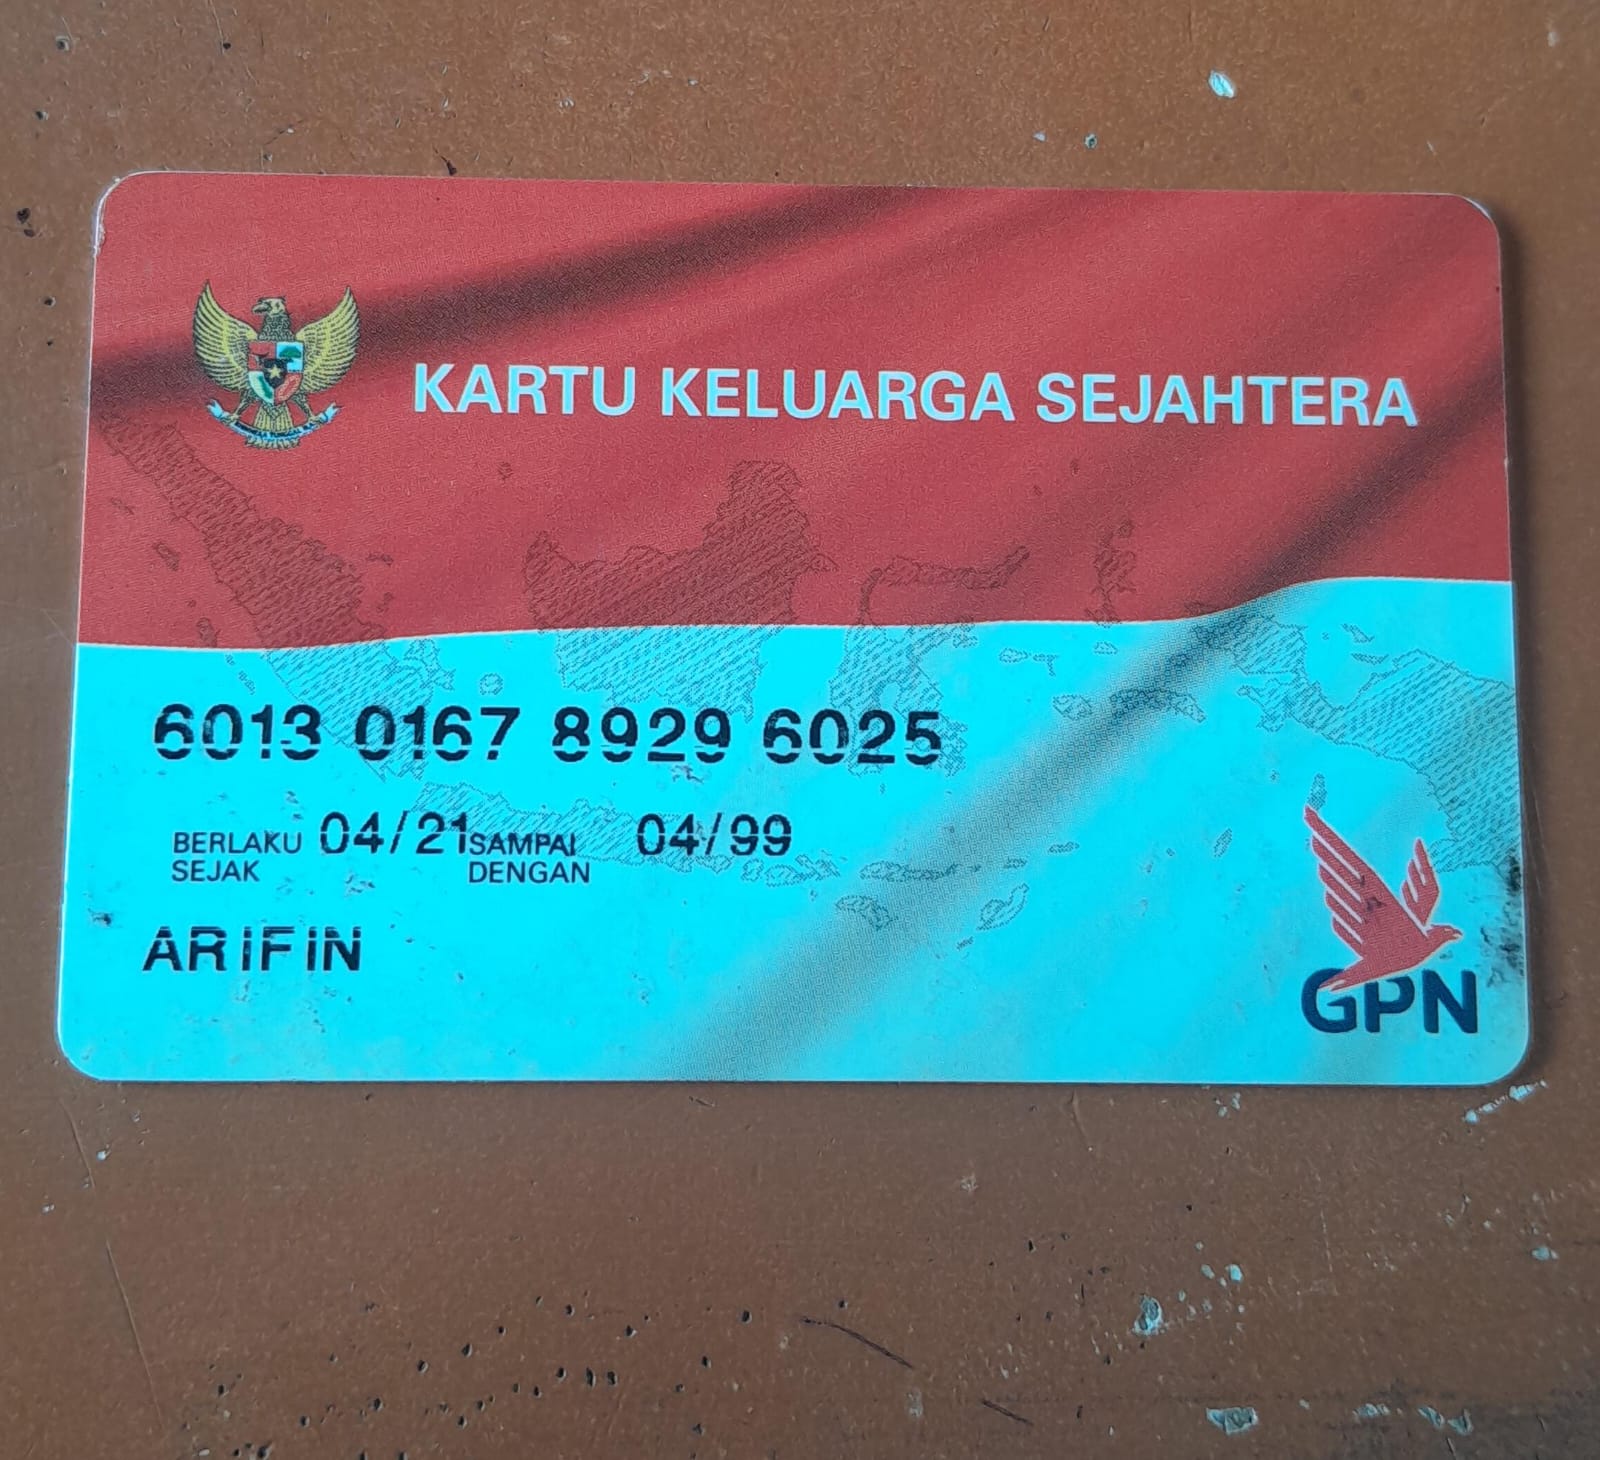 KARTU KELUARGA SEJAHTERA
6013 0167 8929 6025
BERLAKU SEJAK 04/21 SAMPAI DENGAN 04/99
ARIFIN
GPN